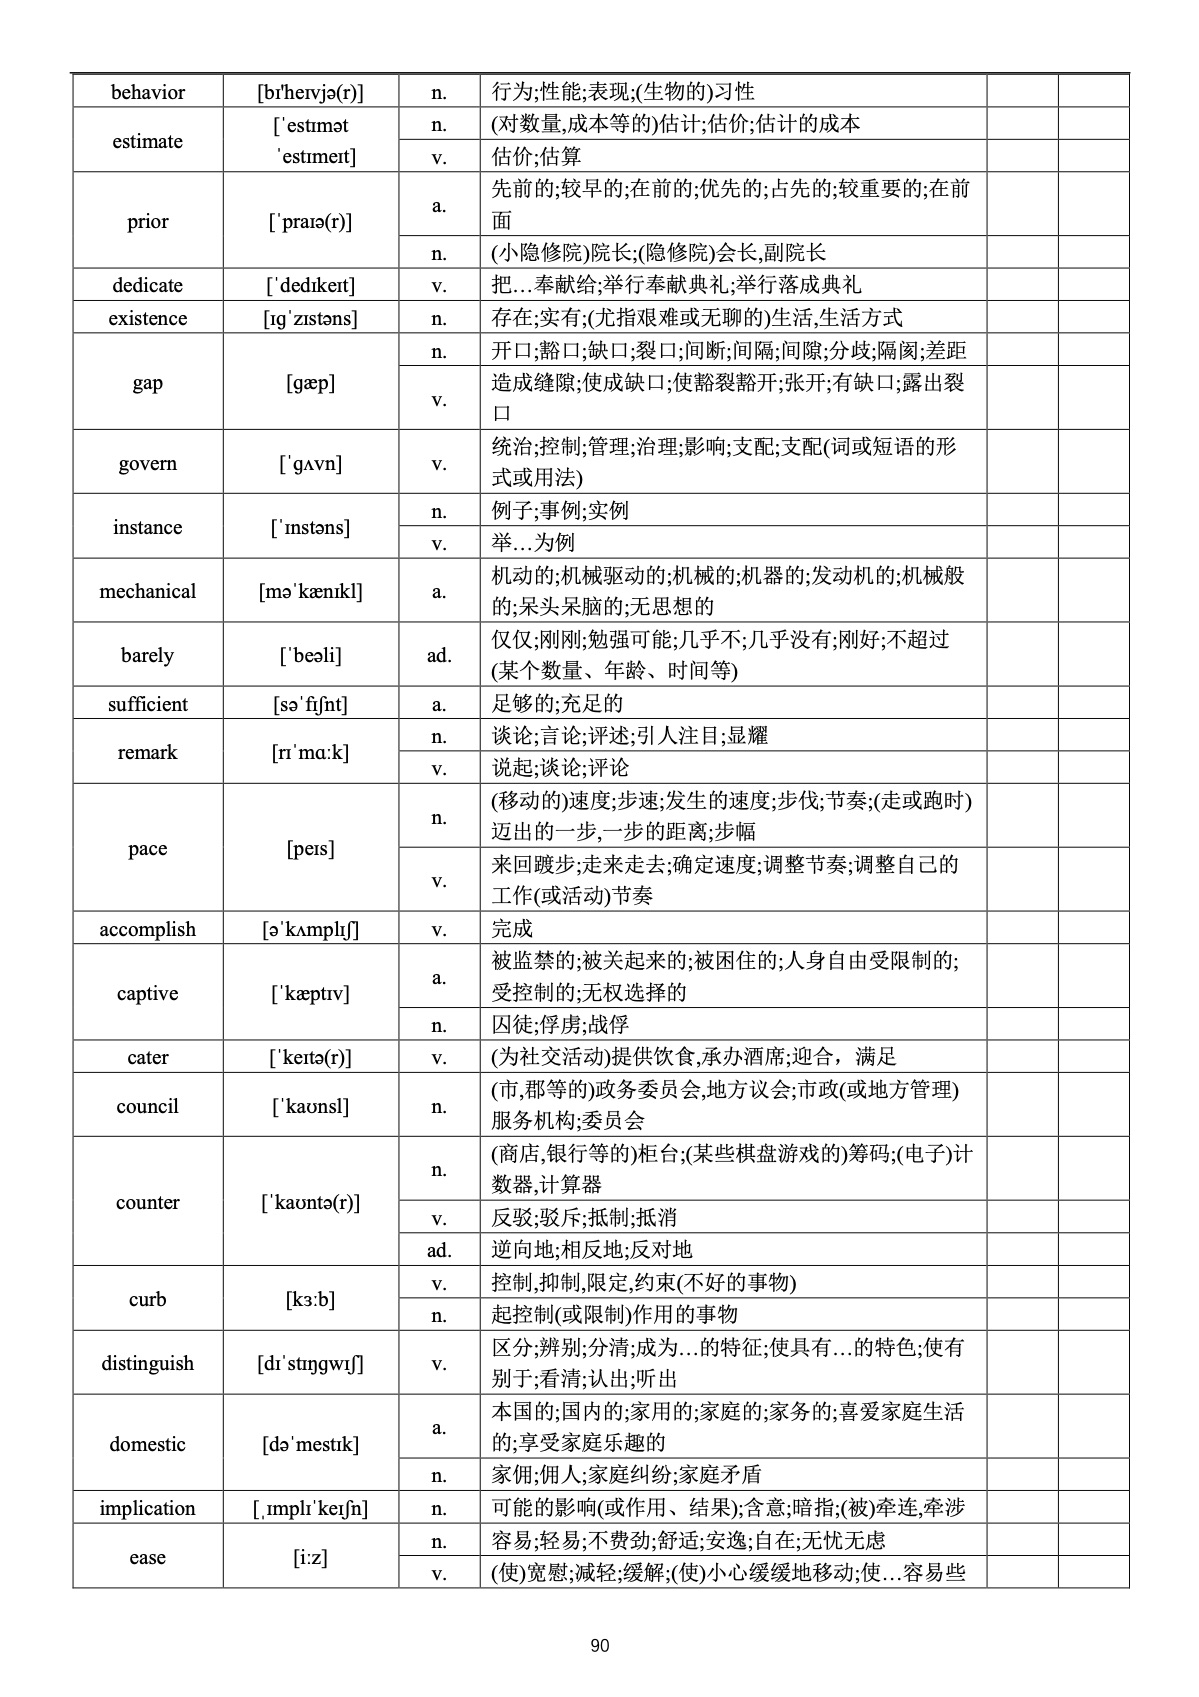 behavior [bɪ'heɪvjə(r)] n. 行为;性能;表现;(生物的)习性
estimate [ˈestɪmət n. (对数量,成本等的)估计;估价;估计的成本
ˈestɪmeɪt] v. 估价;估算
prior [ˈpraɪə(r)] a. 先前的;较早的;在前的;优先的;占先的;较重要的;在前
面
n. (小隐修院)院长;(隐修院)会长,副院长
dedicate [ˈdedɪkeɪt] v. 把…奉献给;举行奉献典礼;举行落成典礼
existence [ɪɡˈzɪstəns] n. 存在;实有;(尤指艰难或无聊的)生活,生活方式
gap [ɡæp] n. 开口;豁口;缺口;裂口;间断;间隔;间隙;分歧;隔阂;差距
v. 造成缝隙;使成缺口;使豁裂豁开;张开;有缺口;露出裂
口
govern [ˈɡʌvn] v. 统治;控制;管理;治理;影响;支配;支配(词或短语的形
式或用法)
instance [ˈɪnstəns] n. 例子;事例;实例
v. 举…为例
mechanical [məˈkænɪkl] a. 机动的;机械驱动的;机械的;机器的;发动机的;机械般
的;呆头呆脑的;无思想的
barely [ˈbeəli] ad. 仅仅;刚刚;勉强可能;几乎不;几乎没有;刚好;不超过
(某个数量、年龄、时间等)
sufficient [səˈfɪʃnt] a. 足够的;充足的
remark [rɪˈmɑːk] n. 谈论;言论;评述;引人注目;显耀
v. 说起;谈论;评论
pace [peɪs] n. (移动的)速度;步速;发生的速度;步伐;节奏;(走或跑时)
迈出的一步,一步的距离;步幅
v. 来回踱步;走来走去;确定速度;调整节奏;调整自己的
工作(或活动)节奏
accomplish [əˈkʌmplɪʃ] v. 完成
captive [ˈkæptɪv] a. 被监禁的;被关起来的;被困住的;人身自由受限制的;
受控制的;无权选择的
n. 囚徒;俘虏;战俘
cater [ˈkeɪtə(r)] v. (为社交活动)提供饮食,承办酒席;迎合，满足
council [ˈkaʊnsl] n. (市,郡等的)政务委员会,地方议会;市政(或地方管理)
服务机构;委员会
counter [ˈkaʊntə(r)] n. (商店,银行等的)柜台;(某些棋盘游戏的)筹码;(电子)计
数器,计算器
v. 反驳;驳斥;抵制;抵消
ad. 逆向地;相反地;反对地
curb [kɜːb] v. 控制,抑制,限定,约束(不好的事物)
n. 起控制(或限制)作用的事物
distinguish [dɪˈstɪŋɡwɪʃ] v. 区分;辨别;分清;成为…的特征;使具有…的特色;使有
别于;看清;认出;听出
domestic [dəˈmestɪk] a. 本国的;国内的;家用的;家庭的;家务的;喜爱家庭生活
的;享受家庭乐趣的
n. 家佣;佣人;家庭纠纷;家庭矛盾
implication [ˌɪmplɪˈkeɪʃn] n. 可能的影响(或作用、结果);含意;暗指;(被)牵连,牵涉
ease [iːz] n. 容易;轻易;不费劲;舒适;安逸;自在;无忧无虑
v. (使)宽慰;减轻;缓解;(使)小心缓缓地移动;使…容易些
90